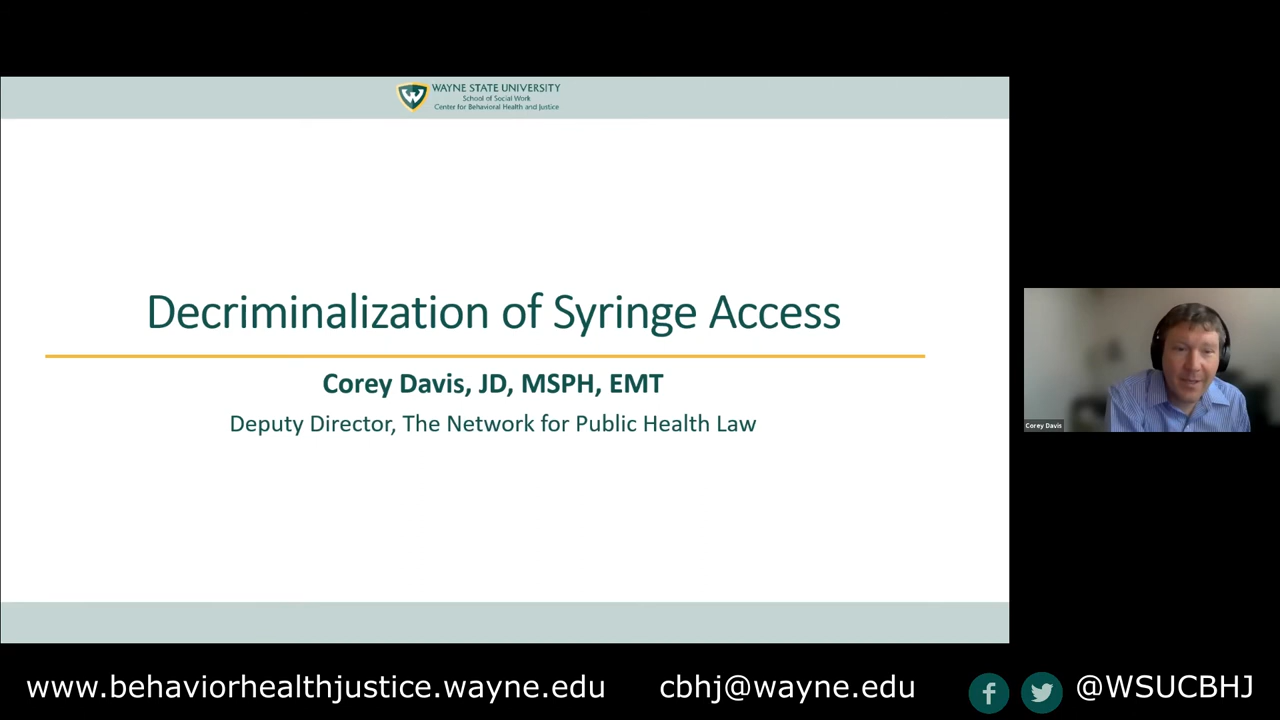 WAYNE STATE UNIVERSITY
School of Social Work
Center for Behavioral Health and Justice
Decriminalization of Syringe Access
Corey Davis, JD, MSPH, EMT
Deputy Director, The Network for Public Health Law
Corey Davis
www.behaviorhealthjustice.wayne.edu cbhj@wayne.edu @WSUCBHJ